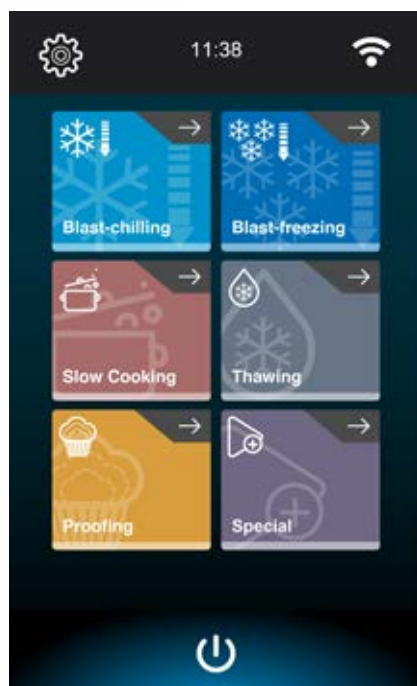 11:38
Blast-chilling
Blast-freezing
Slow Cooking
Thawing
Proofing
Special